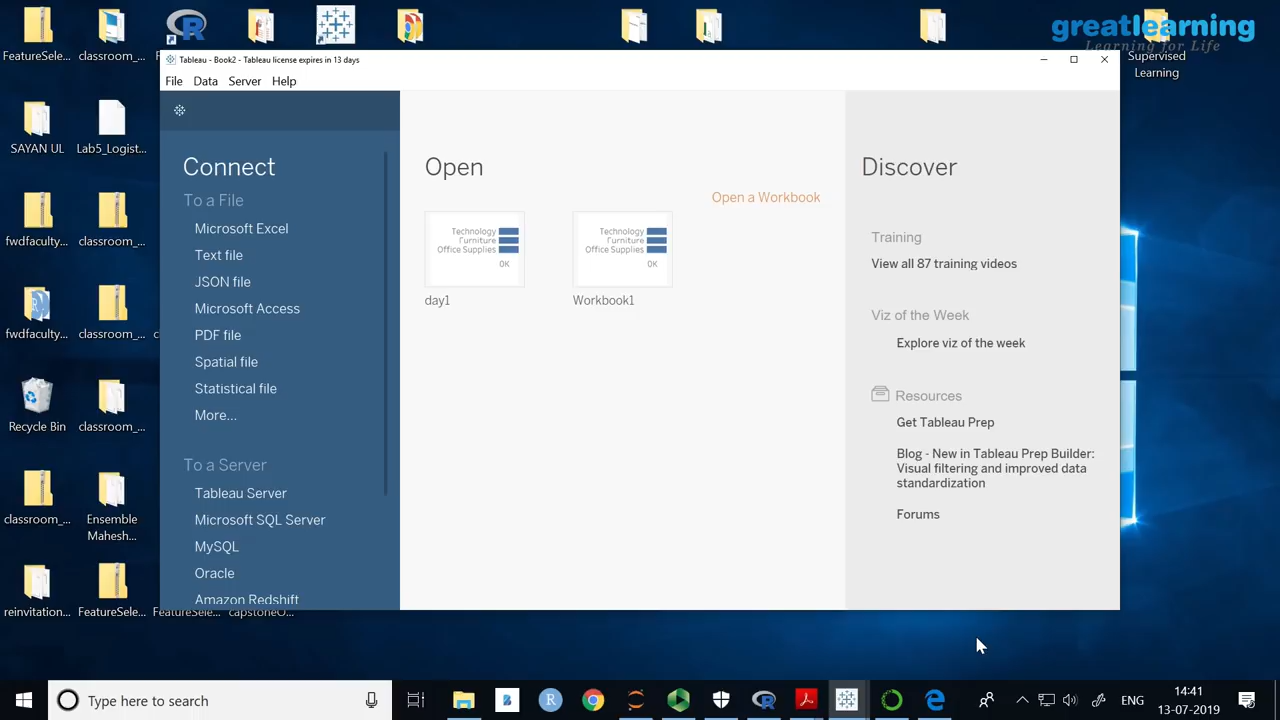 greatlearning
Learning for Life
FeatureSele...
classroom_...
Supervised
Learning
SAYAN UL
Lab5_Logist...
fwdfaculty...
classroom_...
fwdfaculty...
classroom_...
Recycle Bin
classroom_...
classroom_...
Ensemble
Mahesh...
reinvitation...
FeatureSele...
FeatureSele...
capstoneO...
Tableau - Book2 - Tableau license expires in 13 days
File Data Server Help
Connect
To a File
Microsoft Excel
Text file
JSON file
Microsoft Access
PDF file
Spatial file
Statistical file
More...
To a Server
Tableau Server
Microsoft SQL Server
MySQL
Oracle
Amazon Redshift
Open
Open a Workbook
Technology
Furniture
Office Supplies
0K
day1
Technology
Furniture
Office Supplies
0K
Workbook1
Discover
Training
View all 87 training videos
Viz of the Week
Explore viz of the week
Resources
Get Tableau Prep
Blog - New in Tableau Prep Builder:
Visual filtering and improved data
standardization
Forums
Type here to search
ENG
14:41
13-07-2019